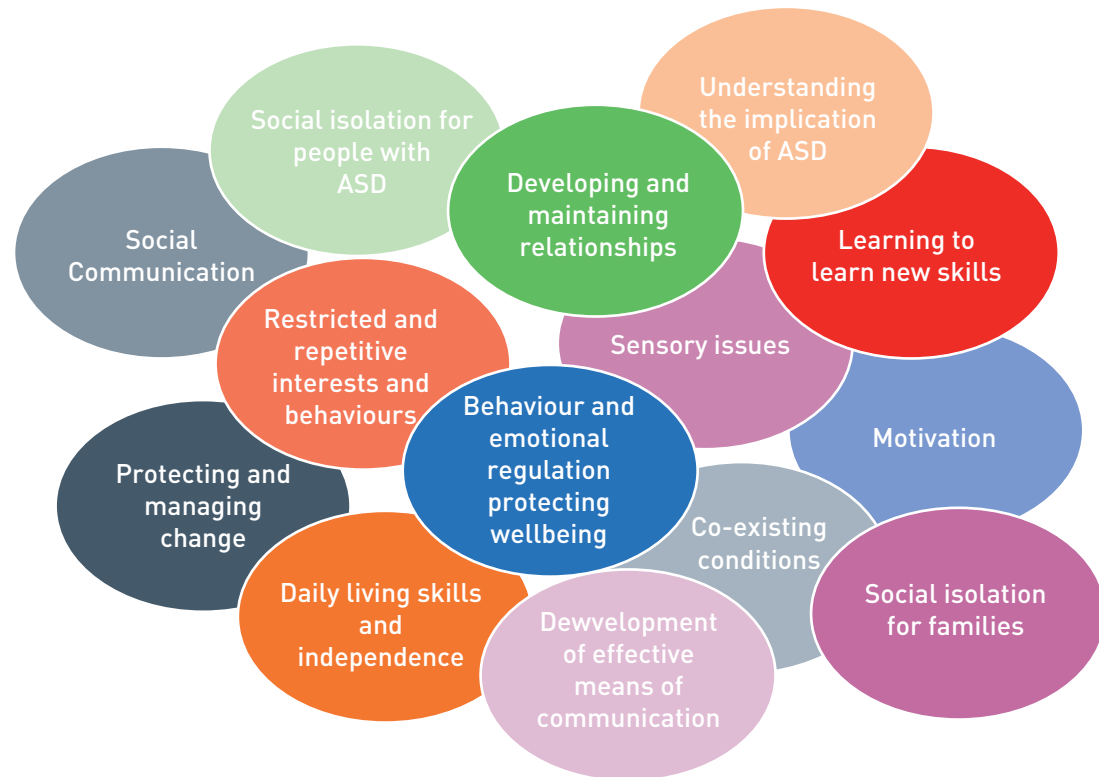 Social isolation for
people with
ASD
Understanding
the implication
of ASD
Developing and
maintaining
relationships
Social
Communication
Learning to
learn new skills
Restricted and
repetitive
interests and
behaviours
Sensory issues
Behaviour and
emotional
regulation
protecting
wellbeing
Motivation
Protecting and
managing
change
Co-existing
conditions
Daily living skills
and
independence
Social isolation
for families
Dewvelopment
of effective
means of
communication